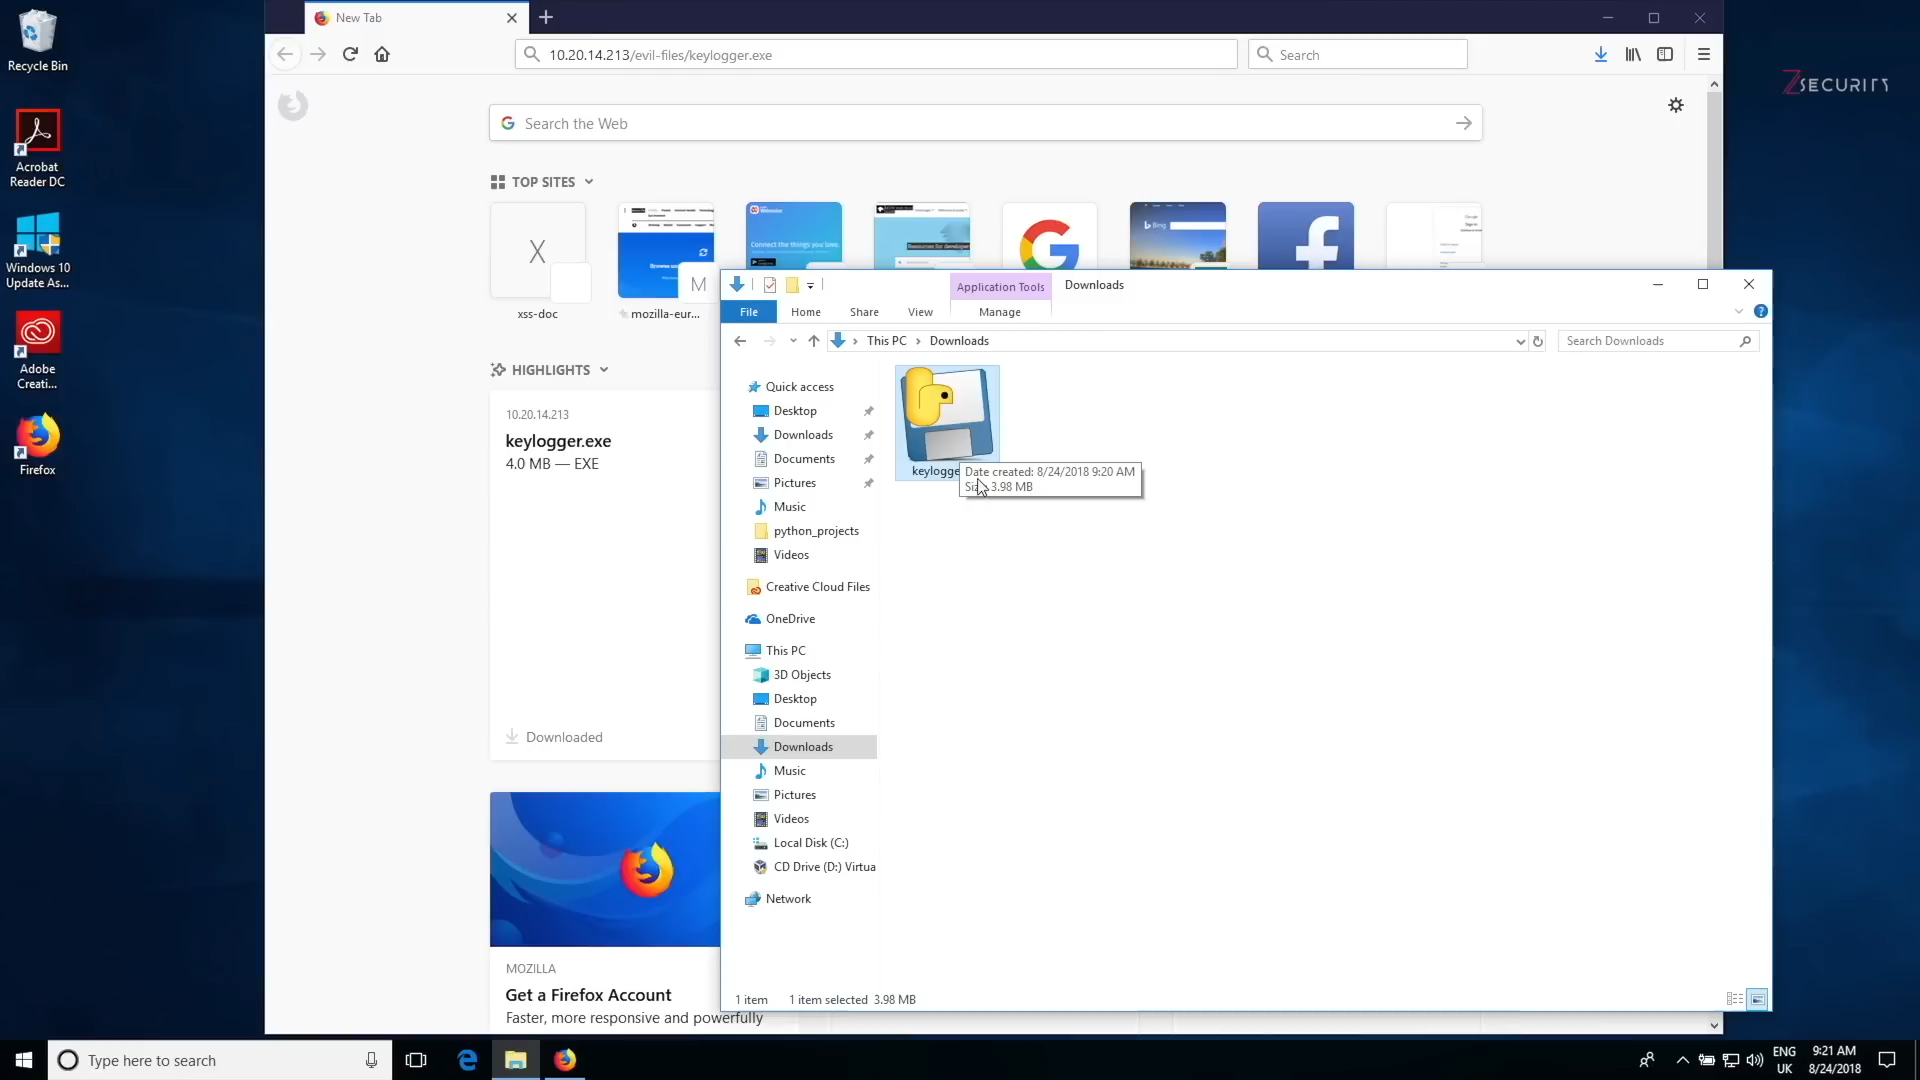 Recycle Bin
Acrobat
Reader DC
Windows 10
Update As...
Adobe
Creati...
Firefox
New Tab
10.20.14.213/evil-files/keylogger.exe
Search
ZSECURITY
Search the Web
TOP SITES
X
M
Connect the things you love.
Bing
xss-doc
mozilla-eur...
HIGHLIGHTS
10.20.14.213
keylogger.exe
4.0 MB — EXE
Downloaded
MOZILLA
Get a Firefox Account
Faster, more responsive and powerfully
Application Tools
Downloads
File
Home
Share
View
Manage
This PC
Downloads
Search Downloads
Quick access
Desktop
Downloads
Documents
Pictures
Music
python_projects
Videos
Creative Cloud Files
OneDrive
This PC
3D Objects
Desktop
Documents
Downloads
Music
Pictures
Videos
Local Disk (C:)
CD Drive (D:) Virtua
Network
keylogge
Date created: 8/24/2018 9:20 AM
3.98 MB
1 item
1 item selected 3.98 MB
Type here to search
ENG
UK
9:21 AM
8/24/2018